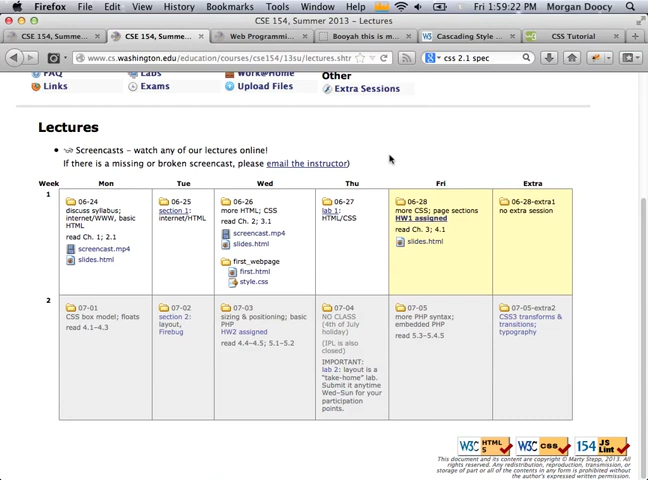 Firefox File Edit View History Bookmarks Tools Window Help Fri 1:59:22 PM Morgan Doocy
CSE 154, Summer 2013 – Lectures
CSE 154, Summe... CSE 154, Summe... Web Programmi... Booyah this is m... Cascading Style ... CSS Tutorial
www.cs.washington.edu/education/courses/cse154/13su/lectures.shtml css 2.1 spec
FAQ Labs Work@Home
Links Exams Upload Files
Other
Extra Sessions
Lectures
Screencasts – watch any of our lectures online!
If there is a missing or broken screencast, please email the instructor)
Week Mon Tue Wed Thu Fri Extra
1
06-24
discuss syllabus;
internet/WWW, basic
HTML
read Ch. 1; 2.1
screencast.mp4
slides.html
06-25
section 1:
internet/HTML
06-26
more HTML; CSS
read Ch. 2; 3.1
screencast.mp4
slides.html
first_webpage
first.html
style.css
06-27
lab 1:
HTML/CSS
06-28
more CSS; page sections
HW1 assigned
read Ch. 3; 4.1
slides.html
06-28-extra1
no extra session
2
07-01
CSS box model; floats
read 4.1–4.3
07-02
section 2:
layout,
Firebug
07-03
sizing & positioning; basic
PHP
HW2 assigned
read 4.4–4.5; 5.1–5.2
07-04
NO CLASS
(4th of July
holiday)
(IPL is also
closed)
IMPORTANT:
lab 2: layout is a
"take-home" lab.
Submit it anytime
Wed–Sun for your
participation
points.
07-05
more PHP syntax;
embedded PHP
read 5.3–5.4.5
07-05-extra2
CSS3 transforms &
transitions;
typography
W3C HTML 5 W3C CSS 154 JS Lint
This document and its content are copyright © Marty Stepp, 2013. All
rights reserved. Any redistribution, reproduction, transmission, or
storage of part or all of the contents in any form is prohibited without
the author's expressed written permission.